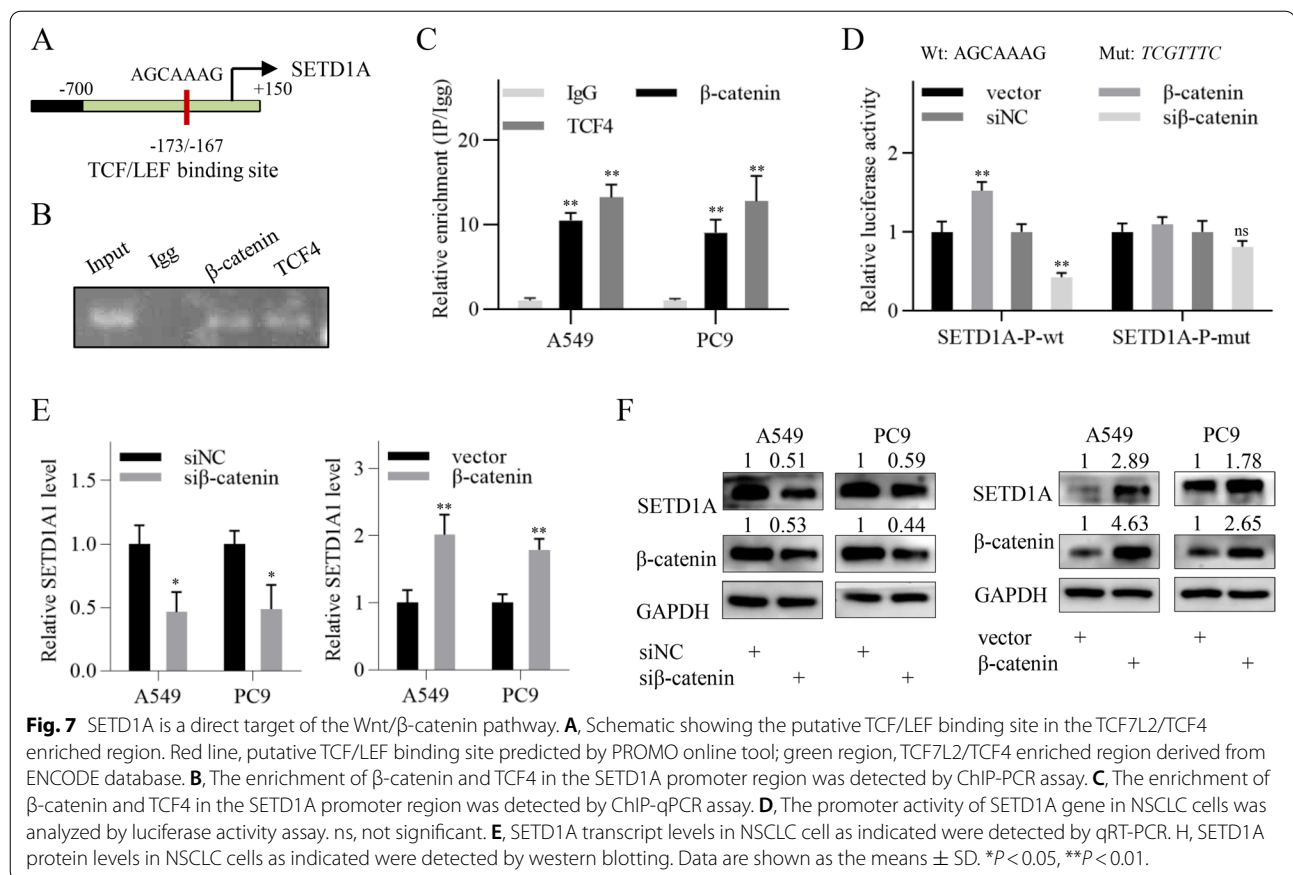 A
AGCAAAG
SETD1A
-700
+150
-173/-167
TCF/LEF binding site
B
Input
Igg
β-catenin
TCF4
C
IgG
β-catenin
TCF4
Relative enrichment (IP/Igg)
20
10
0
**
**
**
**
A549
PC9
D
Wt: AGCAAAG
Mut: TCGTTTC
vector
β-catenin
siNC
siβ-catenin
Relative luciferase activity
2
1
0
**
**
ns
SETD1A-P-wt
SETD1A-P-mut
E
siNC
siβ-catenin
Relative SETD1A1 level
1.5
1.0
0.5
0.0
*
*
A549
PC9
vector
β-catenin
Relative SETD1A1 level
3
2
1
0
**
**
A549
PC9
F
A549
PC9
1 0.51
1 0.59
SETD1A
1 0.53
1 0.44
β-catenin
GAPDH
siNC + +
siβ-catenin + +
A549
PC9
1 2.89
1 1.78
SETD1A
1 4.63
1 2.65
β-catenin
GAPDH
vector + +
β-catenin + +
Fig. 7 SETD1A is a direct target of the Wnt/β-catenin pathway. A, Schematic showing the putative TCF/LEF binding site in the TCF7L2/TCF4
enriched region. Red line, putative TCF/LEF binding site predicted by PROMO online tool; green region, TCF7L2/TCF4 enriched region derived from
ENCODE database. B, The enrichment of β-catenin and TCF4 in the SETD1A promoter region was detected by ChIP-PCR assay. C, The enrichment of
β-catenin and TCF4 in the SETD1A promoter region was detected by ChIP-qPCR assay. D, The promoter activity of SETD1A gene in NSCLC cells was
analyzed by luciferase activity assay. ns, not significant. E, SETD1A transcript levels in NSCLC cell as indicated were detected by qRT-PCR. H, SETD1A
protein levels in NSCLC cells as indicated were detected by western blotting. Data are shown as the means ± SD. *P < 0.05, **P < 0.01.